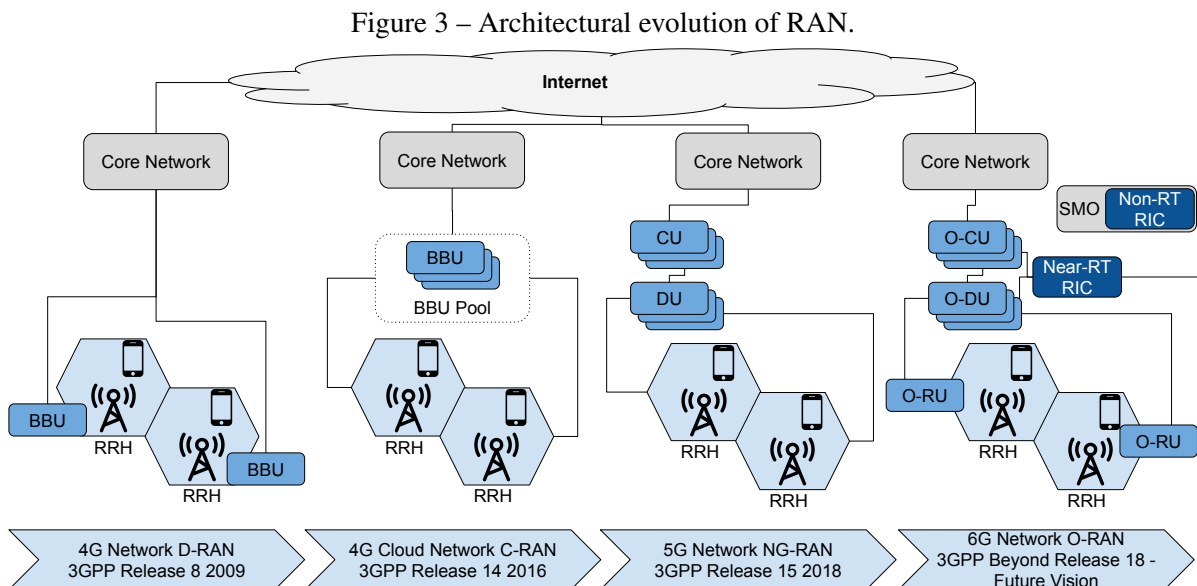 Figure 3 – Architectural evolution of RAN.
Internet
Core Network
Core Network
Core Network
Core Network
SMO
Non-RT
RIC
CU
O-CU
BBU
Near-RT
RIC
DU
O-DU
BBU Pool
O-RU
BBU
RRH
RRH
RRH
RRH
O-RU
BBU
RRH
RRH
RRH
RRH
4G Network D-RAN
3GPP Release 8 2009
4G Cloud Network C-RAN
3GPP Release 14 2016
5G Network NG-RAN
3GPP Release 15 2018
6G Network O-RAN
3GPP Beyond Release 18 -
Future Vision